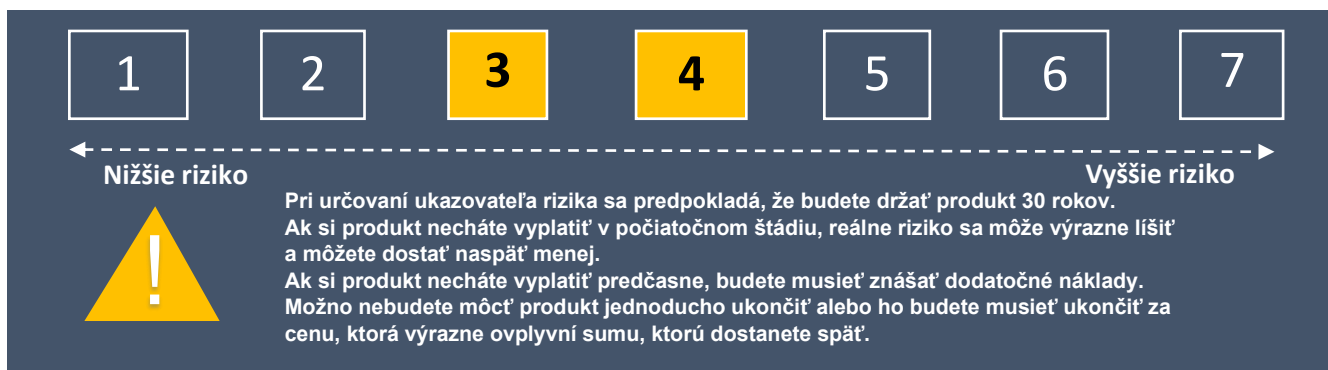 1 2 3 4 5 6 7
Nižšie riziko Vyššie riziko
Pri určovaní ukazovateľa rizika sa predpokladá, že budete držať produkt 30 rokov.
Ak si produkt necháte vyplatiť v počiatočnom štádiu, reálne riziko sa môže výrazne líšiť
a môžete dostať naspäť menej.
Ak si produkt necháte vyplatiť predčasne, budete musieť znášať dodatočné náklady.
Možno nebudete môcť produkt jednoducho ukončiť alebo ho budete musieť ukončiť za
cenu, ktorá výrazne ovplyvní sumu, ktorú dostanete späť.
!